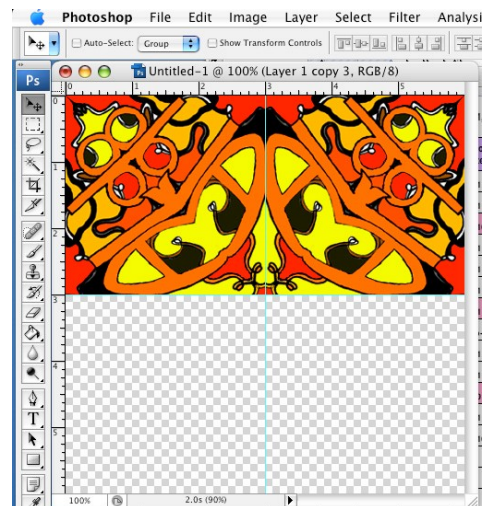 Photoshop File Edit Image Layer Select Filter Analysi
Auto-Select: Group Show Transform Controls
Ps Untitled-1 @ 100% (Layer 1 copy 3, RGB/8)
0 1 2 3 4 5
0
1
2
3
4
5
T
100% 2.0s (90%)